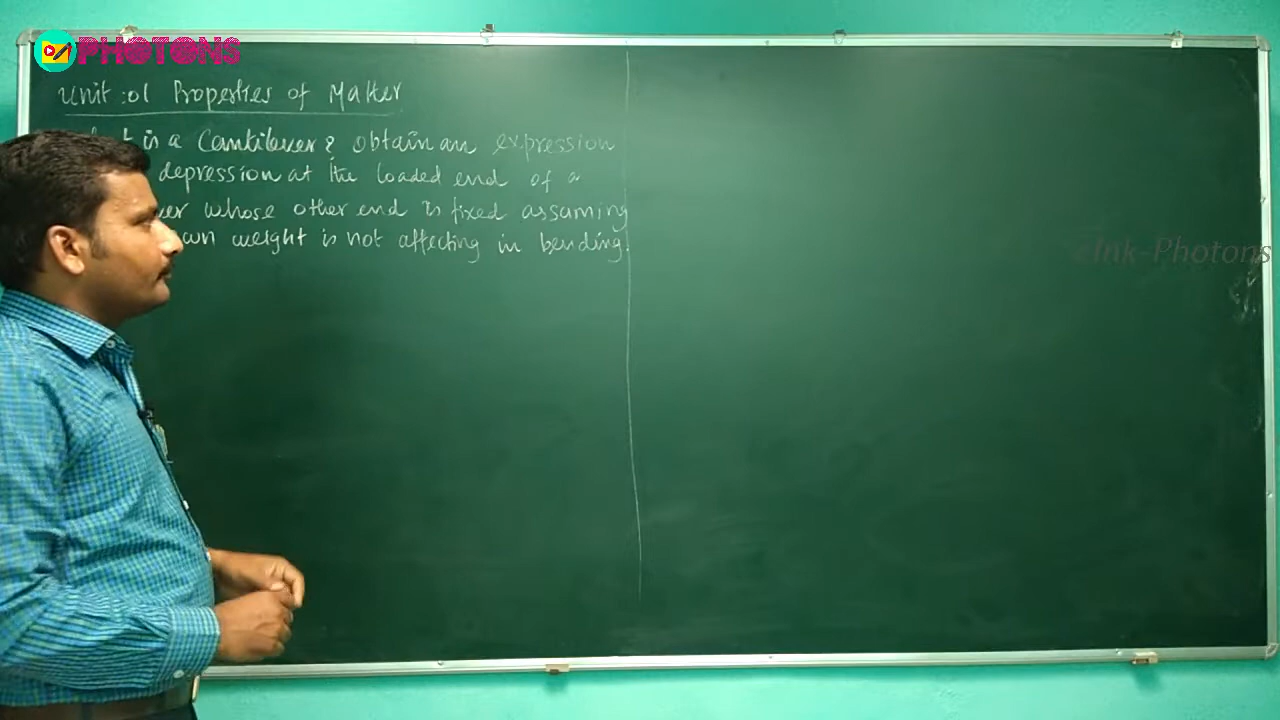 PHOTONS
Unit :01 Properties of Matter
is a Cantilever? obtain an expression
depression at the loaded end of a
whose other end is fixed assuming
weight is not affecting in bending.
Ink-Photons